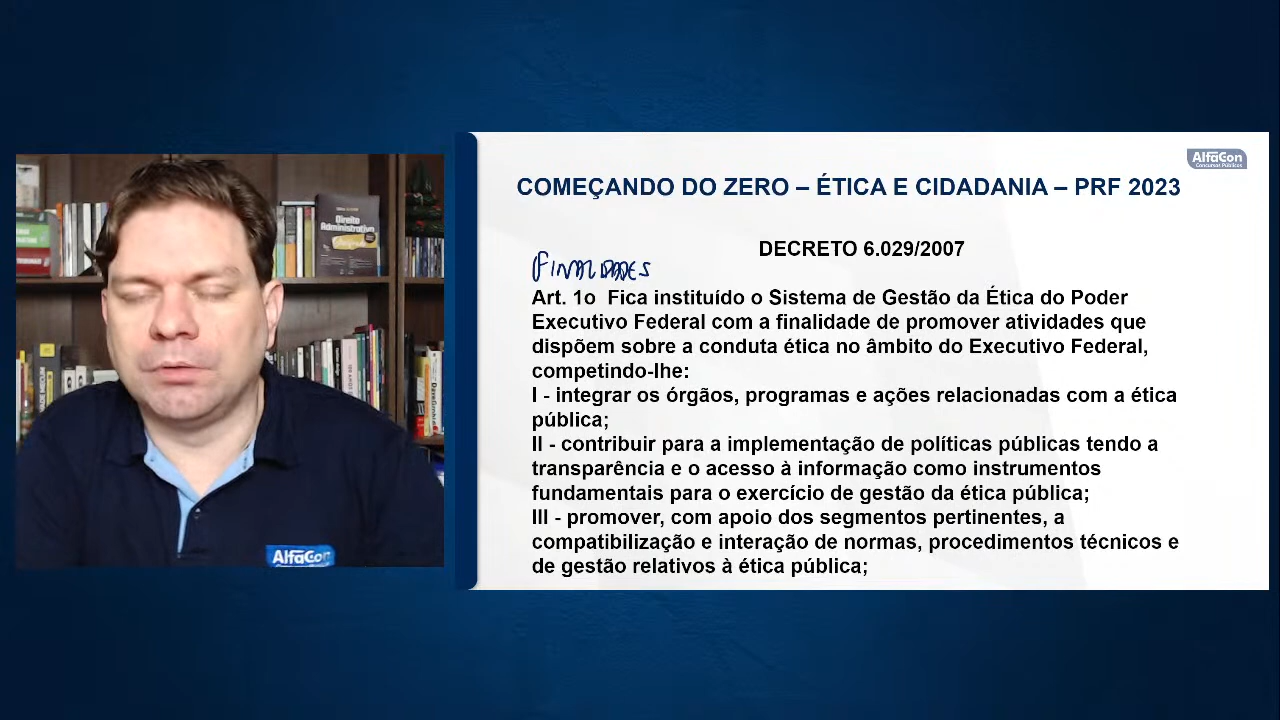 AlfaCon
Concursos Públicos
COMEÇANDO DO ZERO – ÉTICA E CIDADANIA – PRF 2023
DECRETO 6.029/2007
FINALIDADES
Art. 1o Fica instituído o Sistema de Gestão da Ética do Poder
Executivo Federal com a finalidade de promover atividades que
dispõem sobre a conduta ética no âmbito do Executivo Federal,
competindo-lhe:
I - integrar os órgãos, programas e ações relacionadas com a ética
pública;
II - contribuir para a implementação de políticas públicas tendo a
transparência e o acesso à informação como instrumentos
fundamentais para o exercício de gestão da ética pública;
III - promover, com apoio dos segmentos pertinentes, a
compatibilização e interação de normas, procedimentos técnicos e
de gestão relativos à ética pública;
Direito
Administrativo
AlfaCon